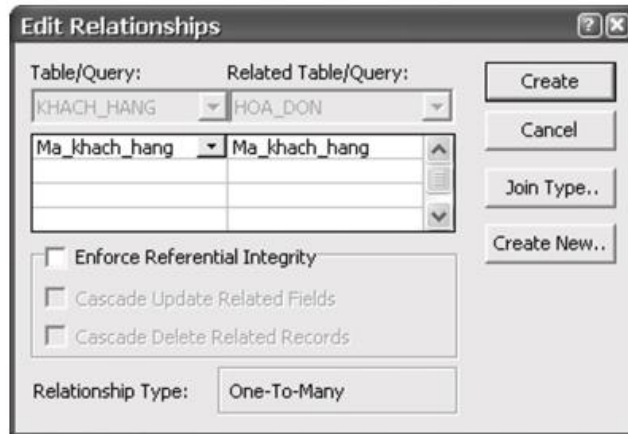 Edit Relationships
Table/Query: Related Table/Query:
KHACH_HANG HOA_DON
Ma_khach_hang Ma_khach_hang
Enforce Referential Integrity
Cascade Update Related Fields
Cascade Delete Related Records
Relationship Type: One-To-Many
Create
Cancel
Join Type..
Create New..